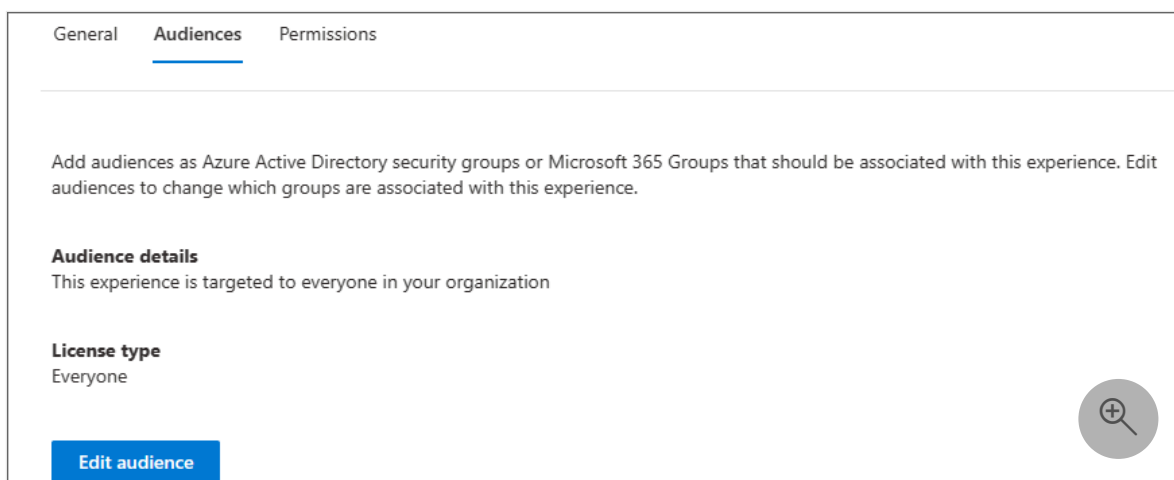 General Audiences Permissions
Add audiences as Azure Active Directory security groups or Microsoft 365 Groups that should be associated with this experience. Edit
audiences to change which groups are associated with this experience.
Audience details
This experience is targeted to everyone in your organization
License type
Everyone
Edit audience